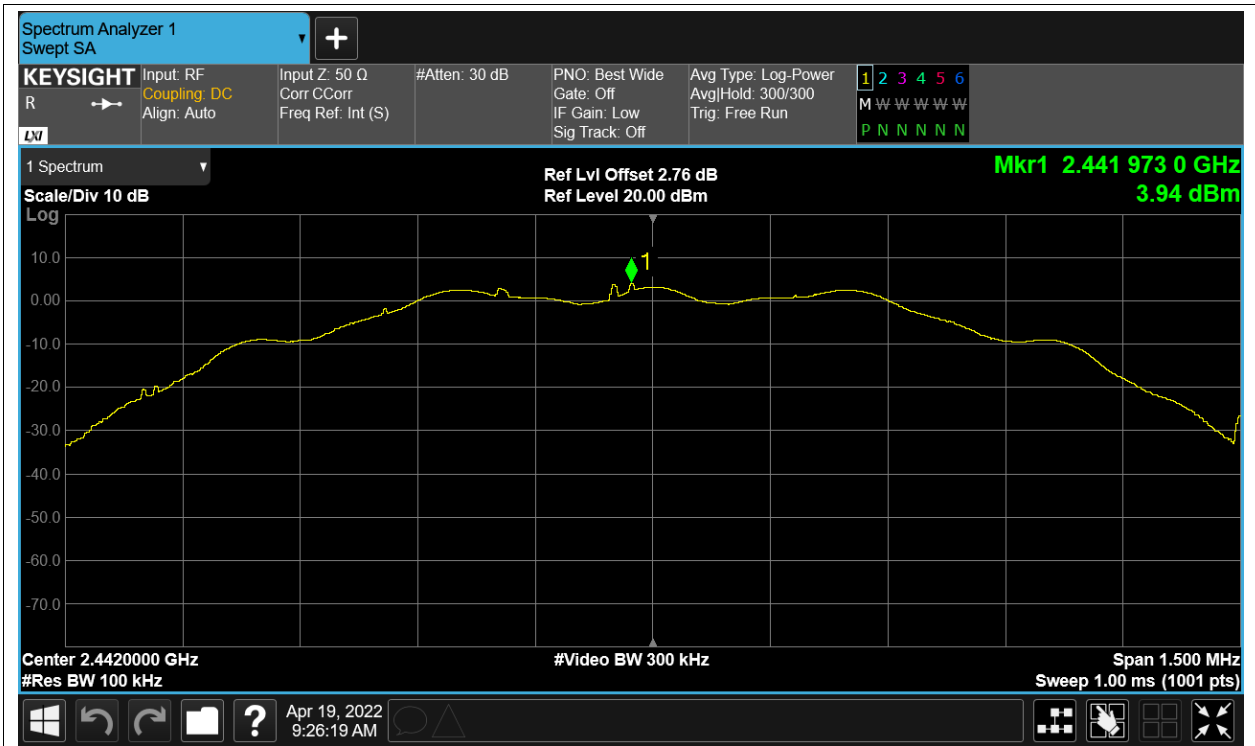 Spectrum Analyzer 1
Swept SA
KEYSIGHT
R
LXI
Input: RF
Coupling: DC
Align: Auto
Input Z: 50 Ω
Corr CCorr
Freq Ref: Int (S)
#Atten: 30 dB
PNO: Best Wide
Gate: Off
IF Gain: Low
Sig Track: Off
Avg Type: Log-Power
Avg|Hold: 300/300
Trig: Free Run
1 2 3 4 5 6
M W W W W W
P N N N N N
1 Spectrum
Scale/Div 10 dB
Log
Ref Lvl Offset 2.76 dB
Ref Level 20.00 dBm
Mkr1 2.441 973 0 GHz
3.94 dBm
1
10.0
0.00
-10.0
-20.0
-30.0
-40.0
-50.0
-60.0
-70.0
Center 2.4420000 GHz
#Res BW 100 kHz
#Video BW 300 kHz
Span 1.500 MHz
Sweep 1.00 ms (1001 pts)
?
Apr 19, 2022
9:26:19 AM